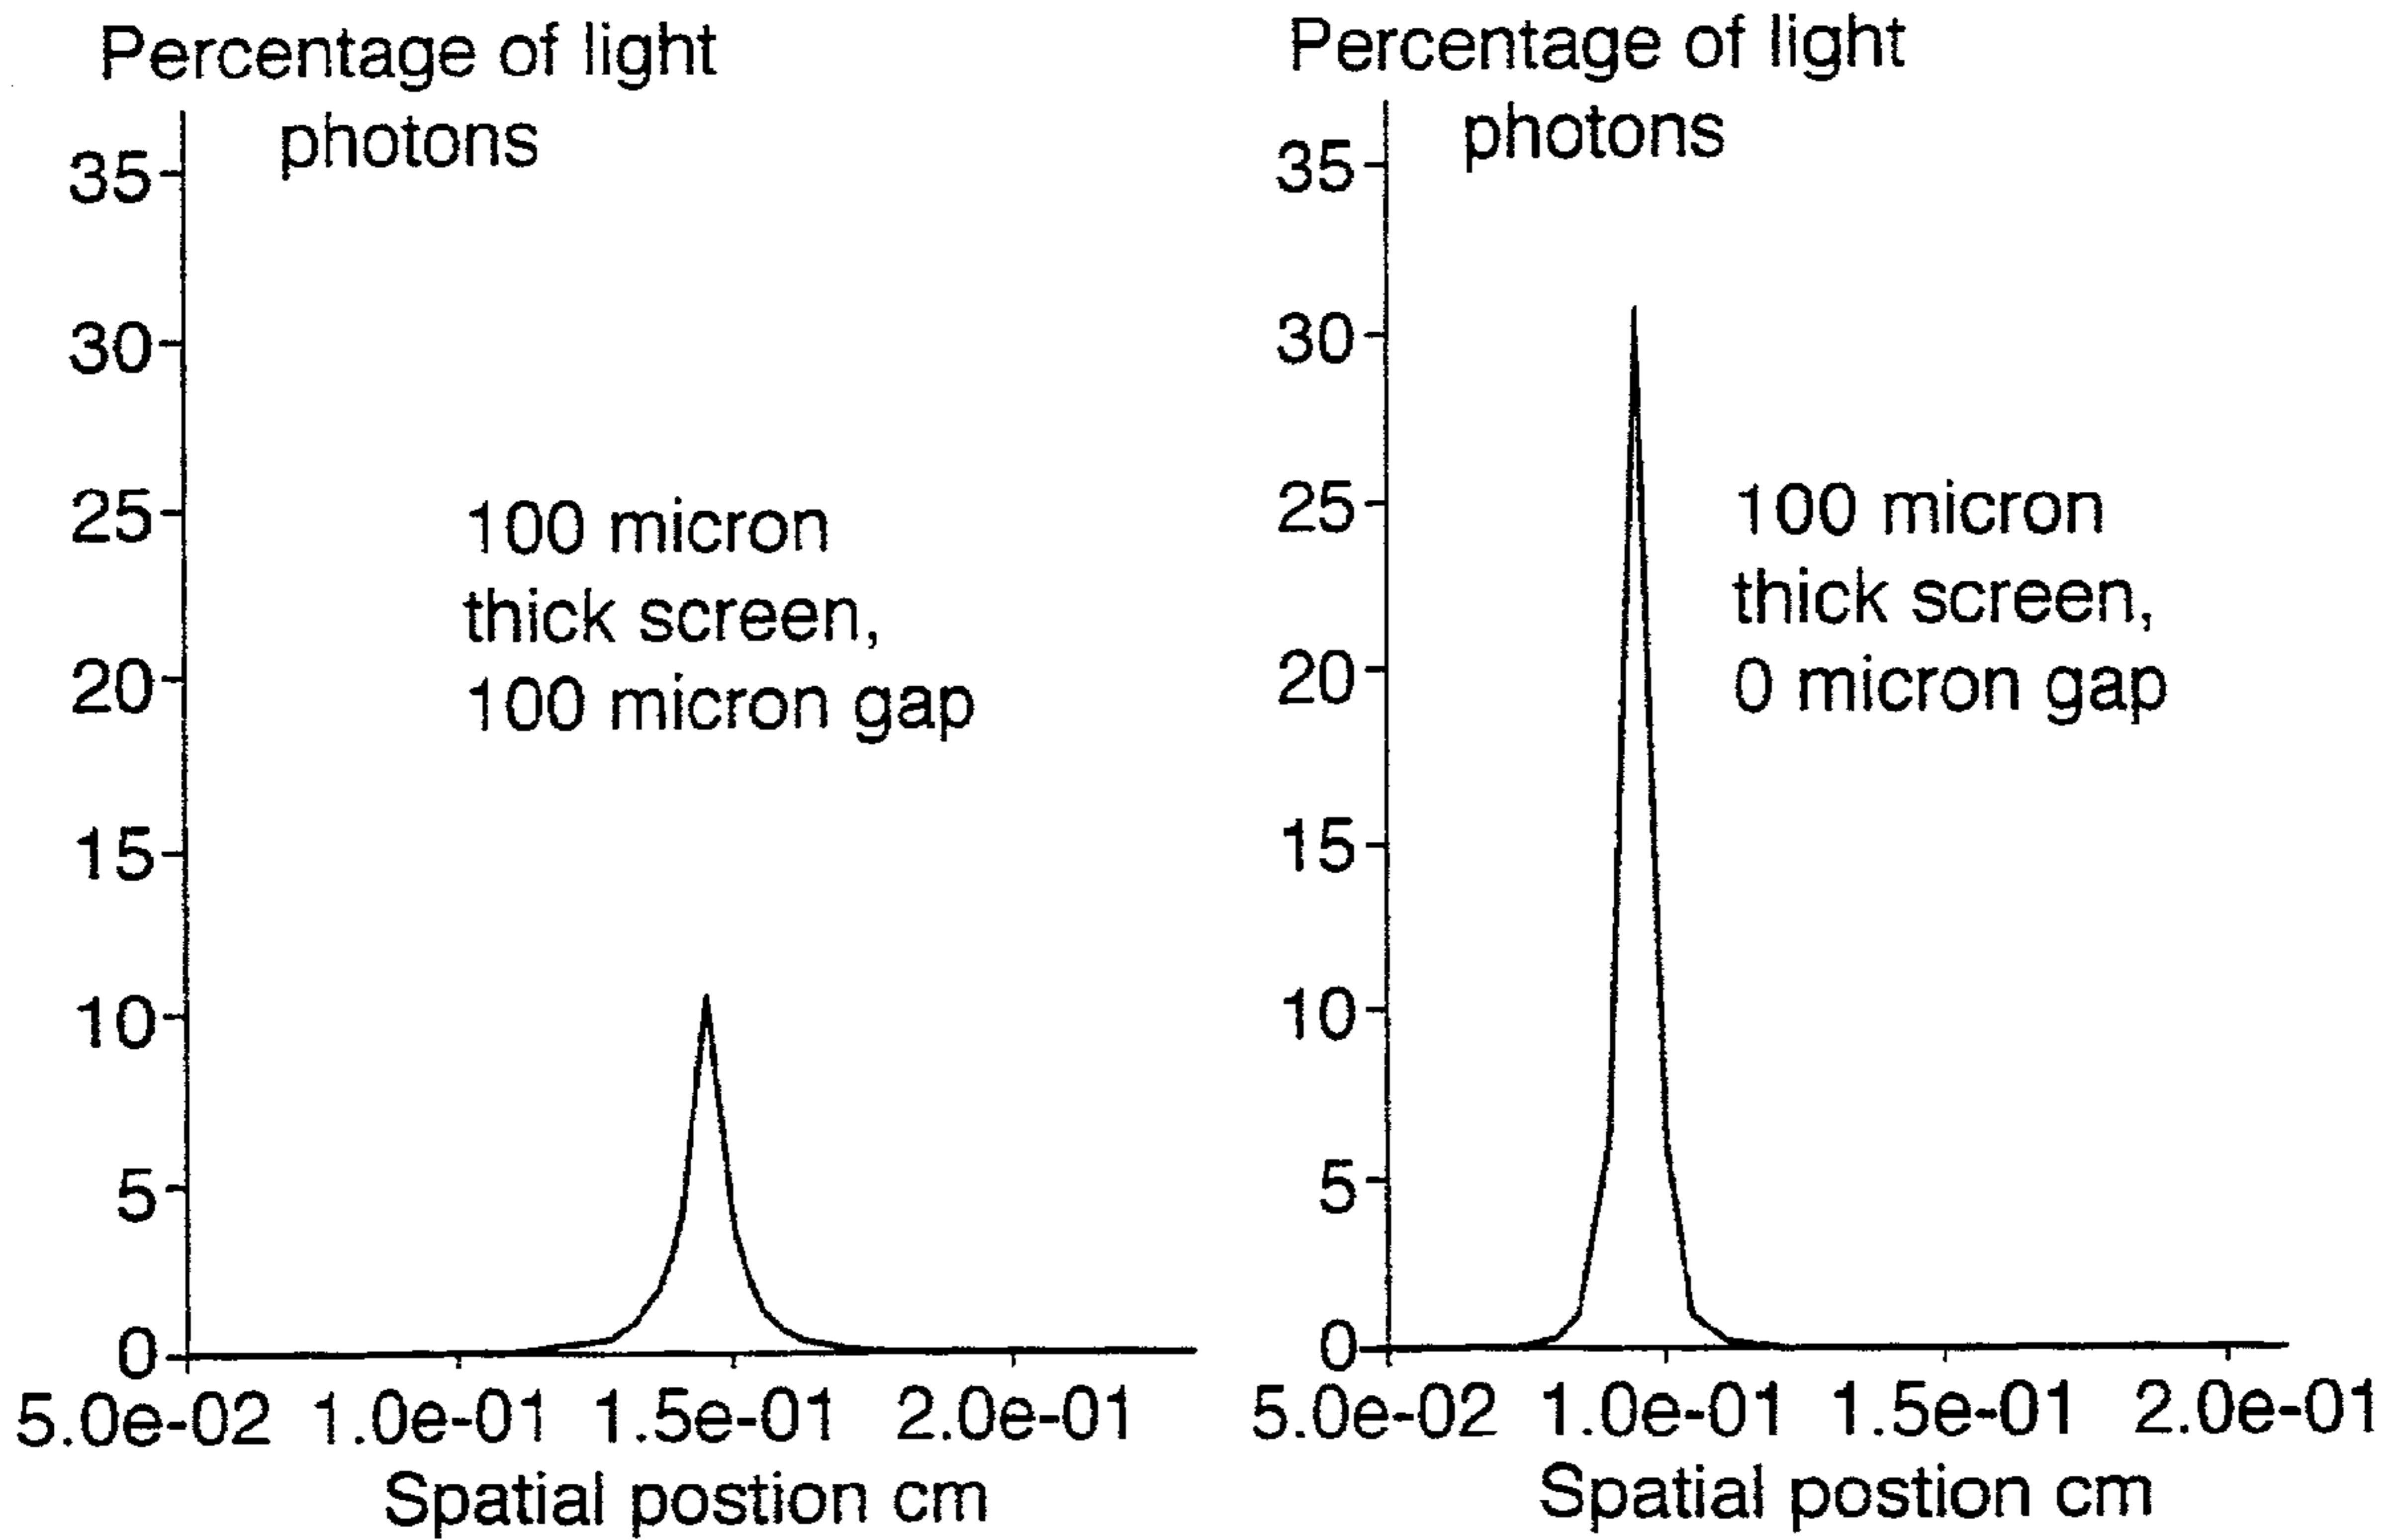 Percentage of light
photons
35
30
25
20
15
10
5
0
100 micron
thick screen,
100 micron gap
5.0e-02 1.0e-01 1.5e-01 2.0e-01
Spatial postion cm
Percentage of light
photons
35
30
25
20
15
10
5
0
100 micron
thick screen,
0 micron gap
5.0e-02 1.0e-01 1.5e-01 2.0e-01
Spatial postion cm